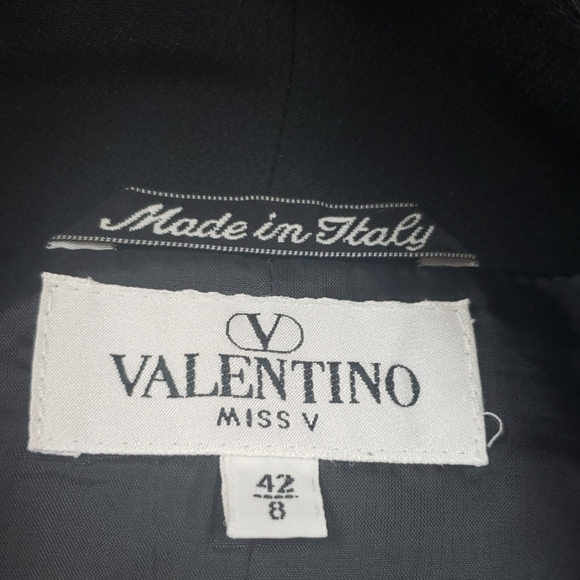 Made in Italy
V
VALENTINO
MISS V
42
8